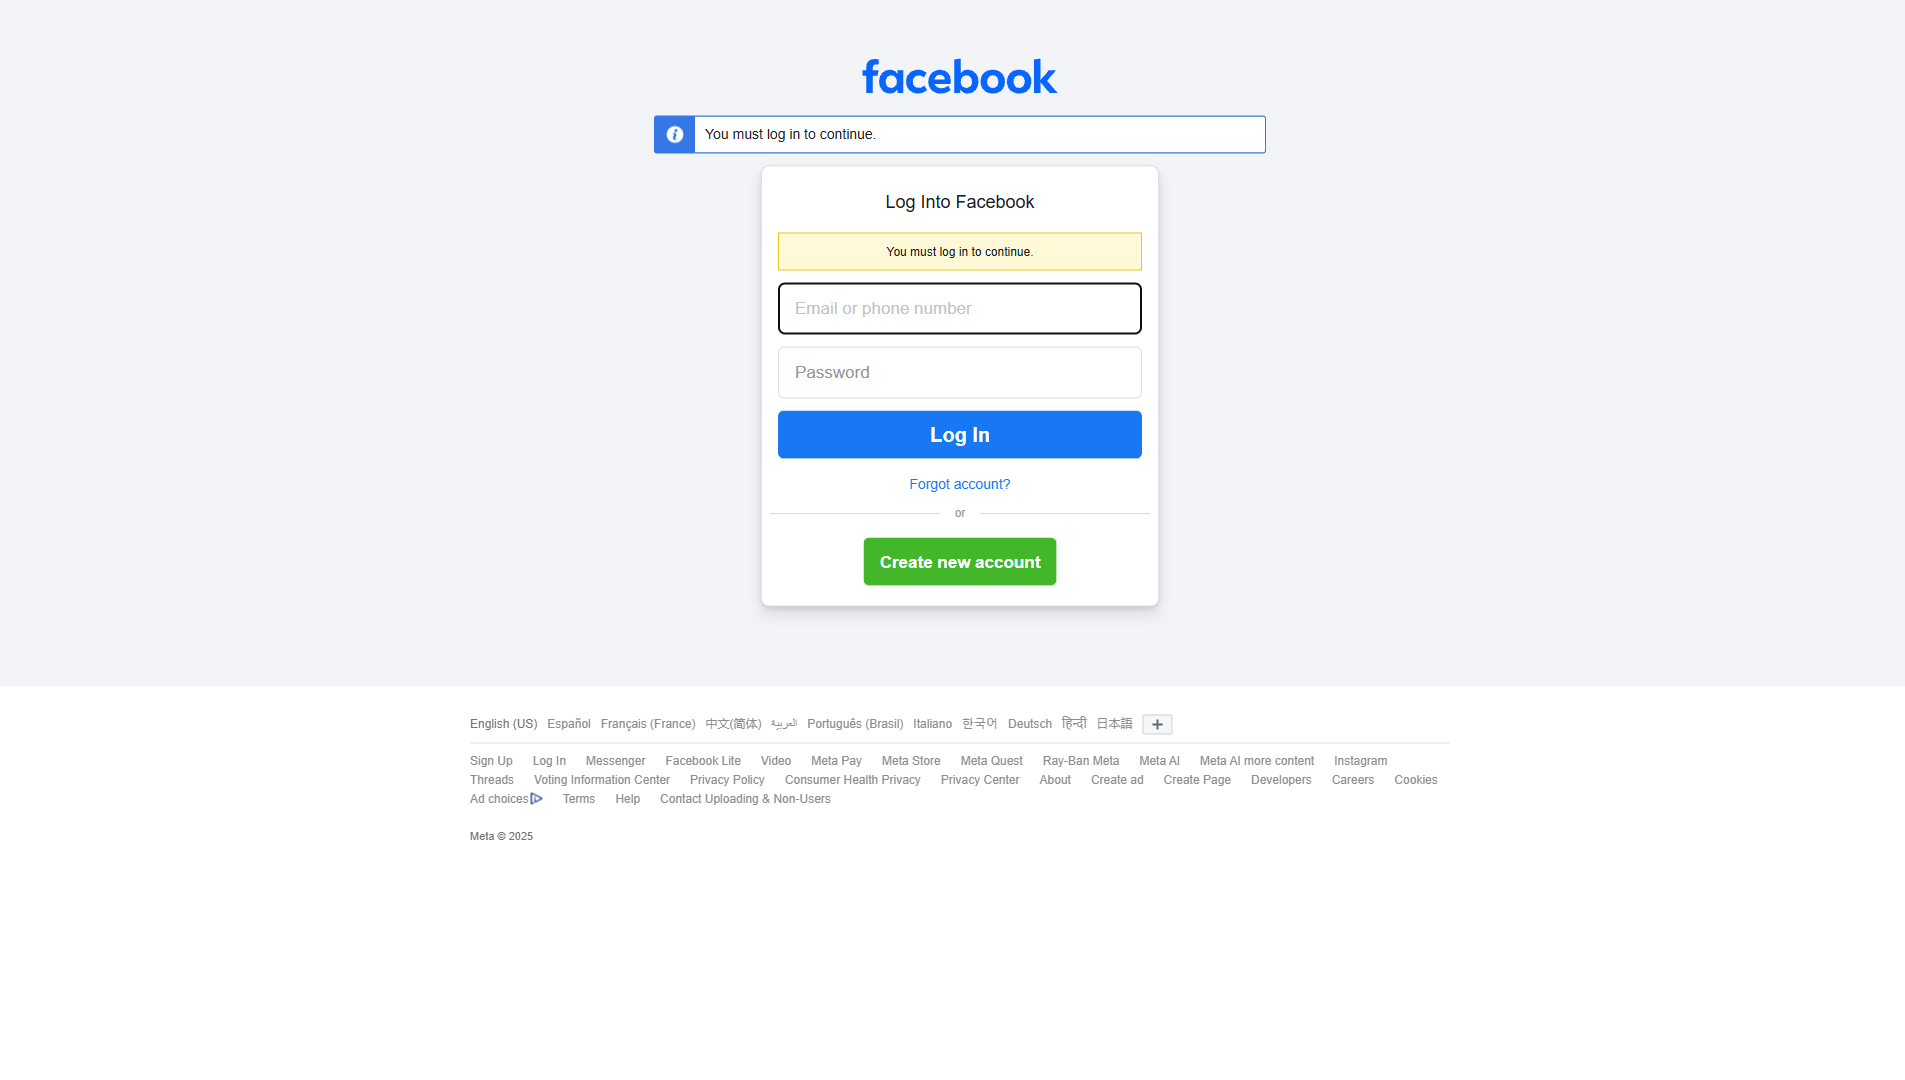 facebook
You must log in to continue.
Log Into Facebook
You must log in to continue.
Email or phone number
Password
Log In
Forgot account?
or
Create new account
English (US) Español Français (France) 中文(简体) العربية Português (Brasil) Italiano 한국어 Deutsch हिन्दी 日本語
Sign Up Log In Messenger Facebook Lite Video Meta Pay Meta Store Meta Quest Ray-Ban Meta Meta AI Meta AI more content Instagram
Threads Voting Information Center Privacy Policy Consumer Health Privacy Privacy Center About Create ad Create Page Developers Careers Cookies
Ad choices Terms Help Contact Uploading & Non-Users
Meta © 2025